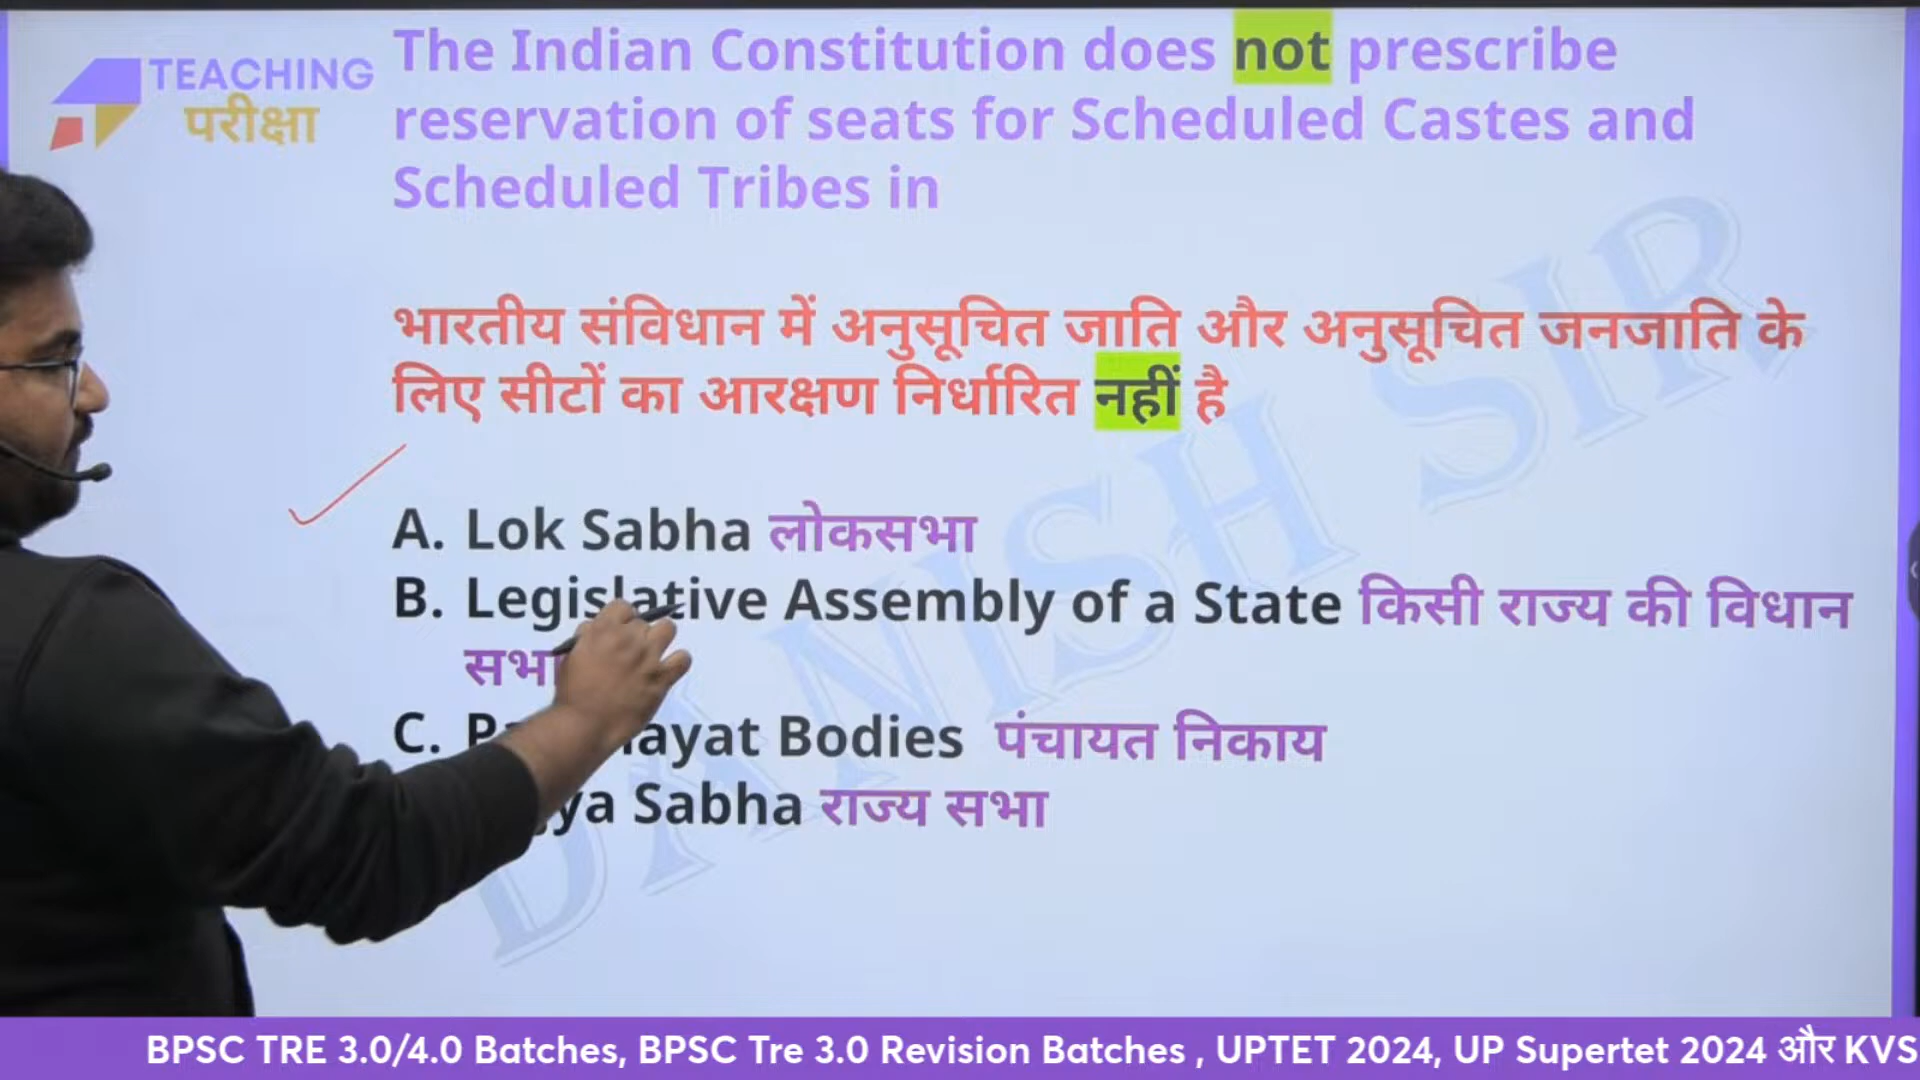 TEACHING
परीक्षा
The Indian Constitution does not prescribe
reservation of seats for Scheduled Castes and
Scheduled Tribes in
भारतीय संविधान में अनुसूचित जाति और अनुसूचित जनजाति के
लिए सीटों का आरक्षण निर्धारित नहीं है
A. Lok Sabha लोकसभा
B. Legislative Assembly of a State किसी राज्य की विधान
सभा
C. Bodies पंचायत निकाय
Sabha राज्य सभा
DANISH SIR
BPSC TRE 3.0/4.0 Batches, BPSC Tre 3.0 Revision Batches , UPTET 2024, UP Supertet 2024 और KVS